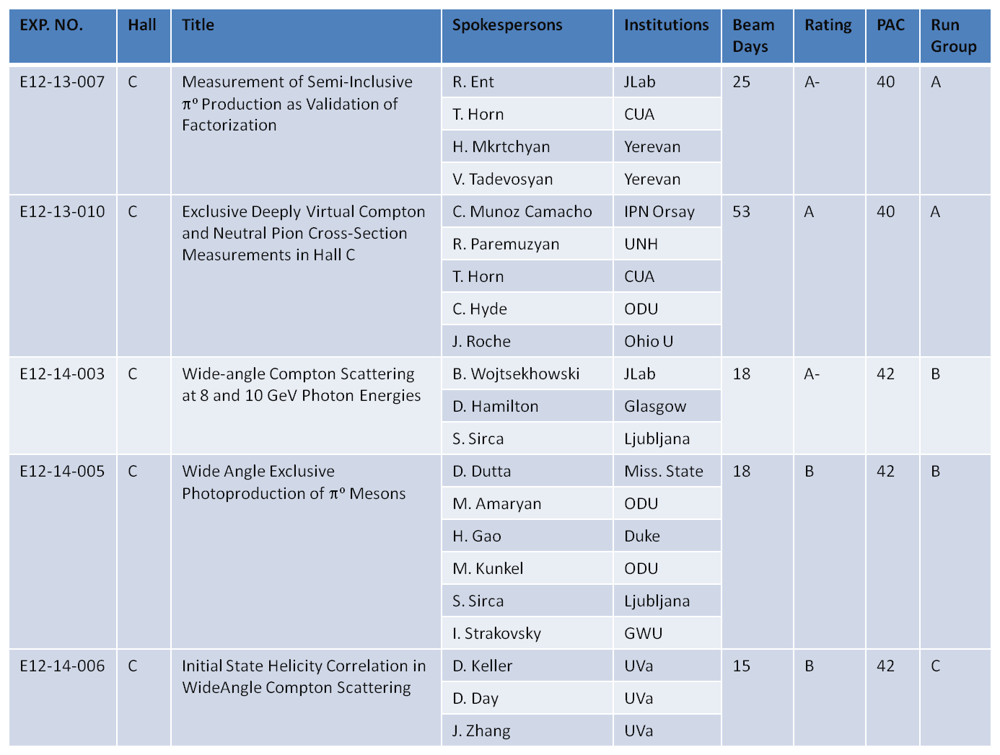 EXP. NO. Hall Title Spokespersons Institutions Beam Days Rating PAC Run Group
E12-13-007 C Measurement of Semi-Inclusive R. Ent JLab 25 A- 40 A
π° Production as Validation of T. Horn CUA
Factorization H. Mkrtchyan Yerevan
V. Tadevosyan Yerevan
E12-13-010 C Exclusive Deeply Virtual Compton C. Munoz Camacho IPN Orsay 53 A 40 A
and Neutral Pion Cross-Section R. Paremuzyan UNH
Measurements in Hall C T. Horn CUA
C. Hyde ODU
J. Roche Ohio U
E12-14-003 C Wide-angle Compton Scattering B. Wojtsekhowski JLab 18 A- 42 B
at 8 and 10 GeV Photon Energies D. Hamilton Glasgow
S. Sirca Ljubljana
E12-14-005 C Wide Angle Exclusive D. Dutta Miss. State 18 B 42 B
Photoproduction of π° Mesons M. Amaryan ODU
H. Gao Duke
M. Kunkel ODU
S. Sirca Ljubljana
I. Strakovsky GWU
E12-14-006 C Initial State Helicity Correlation in D. Keller UVa 15 B 42 C
WideAngle Compton Scattering D. Day UVa
J. Zhang UVa